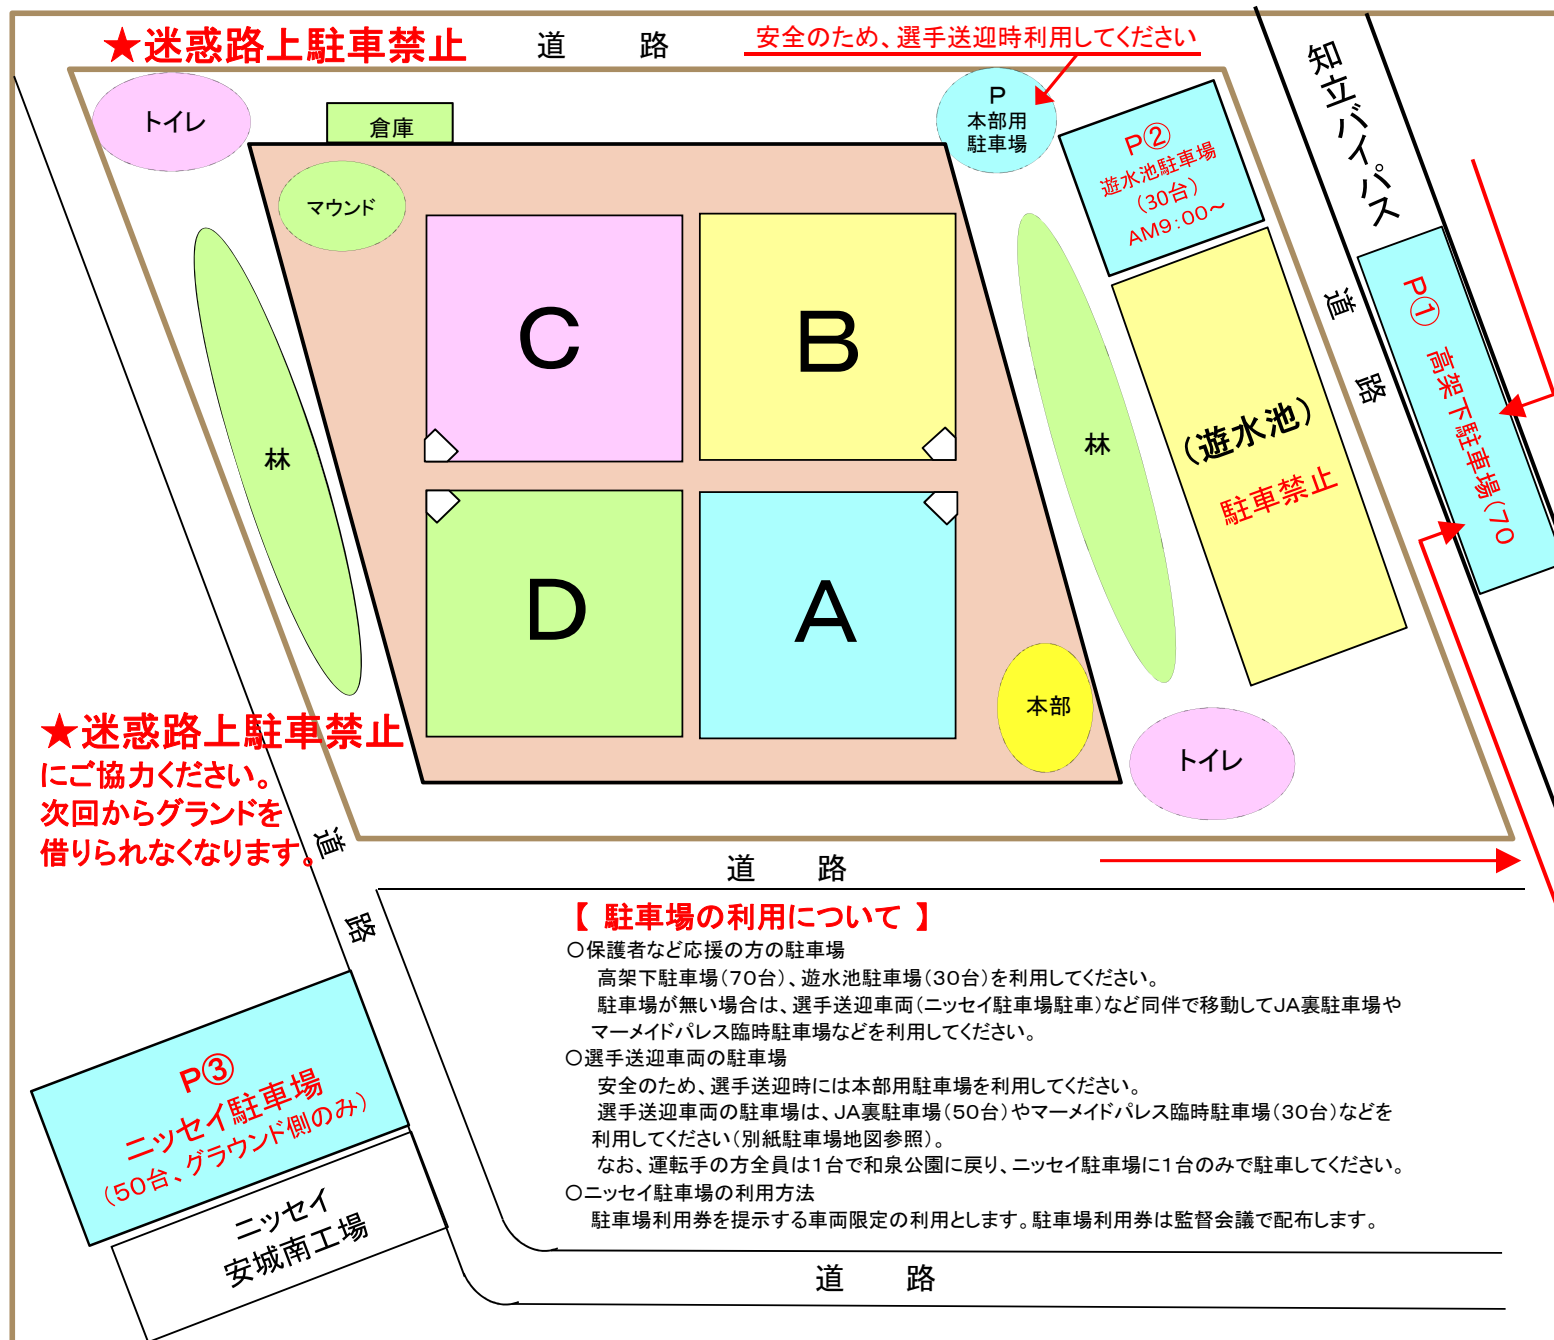 ★迷惑路上駐車禁止
道　路
安全のため、選手送迎時利用してください
知立バイパス
トイレ
倉庫
P
本部用
駐車場
P②
遊水池駐車場
(30台)
AM9:00～
マウンド
C
B
道　路
P①　高架下駐車場(70
林
林
(遊水池)
駐車禁止
D
A
本部
トイレ
★迷惑路上駐車禁止
にご協力ください。
次回からグランドを
借りられなくなります。
道　路
道　路
【 駐車場の利用について 】
○保護者など応援の方の駐車場
高架下駐車場(70台)、遊水池駐車場(30台)を利用してください。
駐車場が無い場合は、選手送迎車両(ニッセイ駐車場駐車)など同伴で移動してJA裏駐車場や
マーメイドパレス臨時駐車場などを利用してください。
○選手送迎車両の駐車場
安全のため、選手送迎時には本部用駐車場を利用してください。
選手送迎車両の駐車場は、JA裏駐車場(50台)やマーメイドパレス臨時駐車場(30台)などを
利用してください(別紙駐車場地図参照)。
なお、運転手の方全員は1台で和泉公園に戻り、ニッセイ駐車場に1台のみで駐車してください。
○ニッセイ駐車場の利用方法
駐車場利用券を提示する車両限定の利用とします。駐車場利用券は監督会議で配布します。
P③
ニッセイ駐車場
(50台、グラウンド側のみ)
ニッセイ
安城南工場
道　路